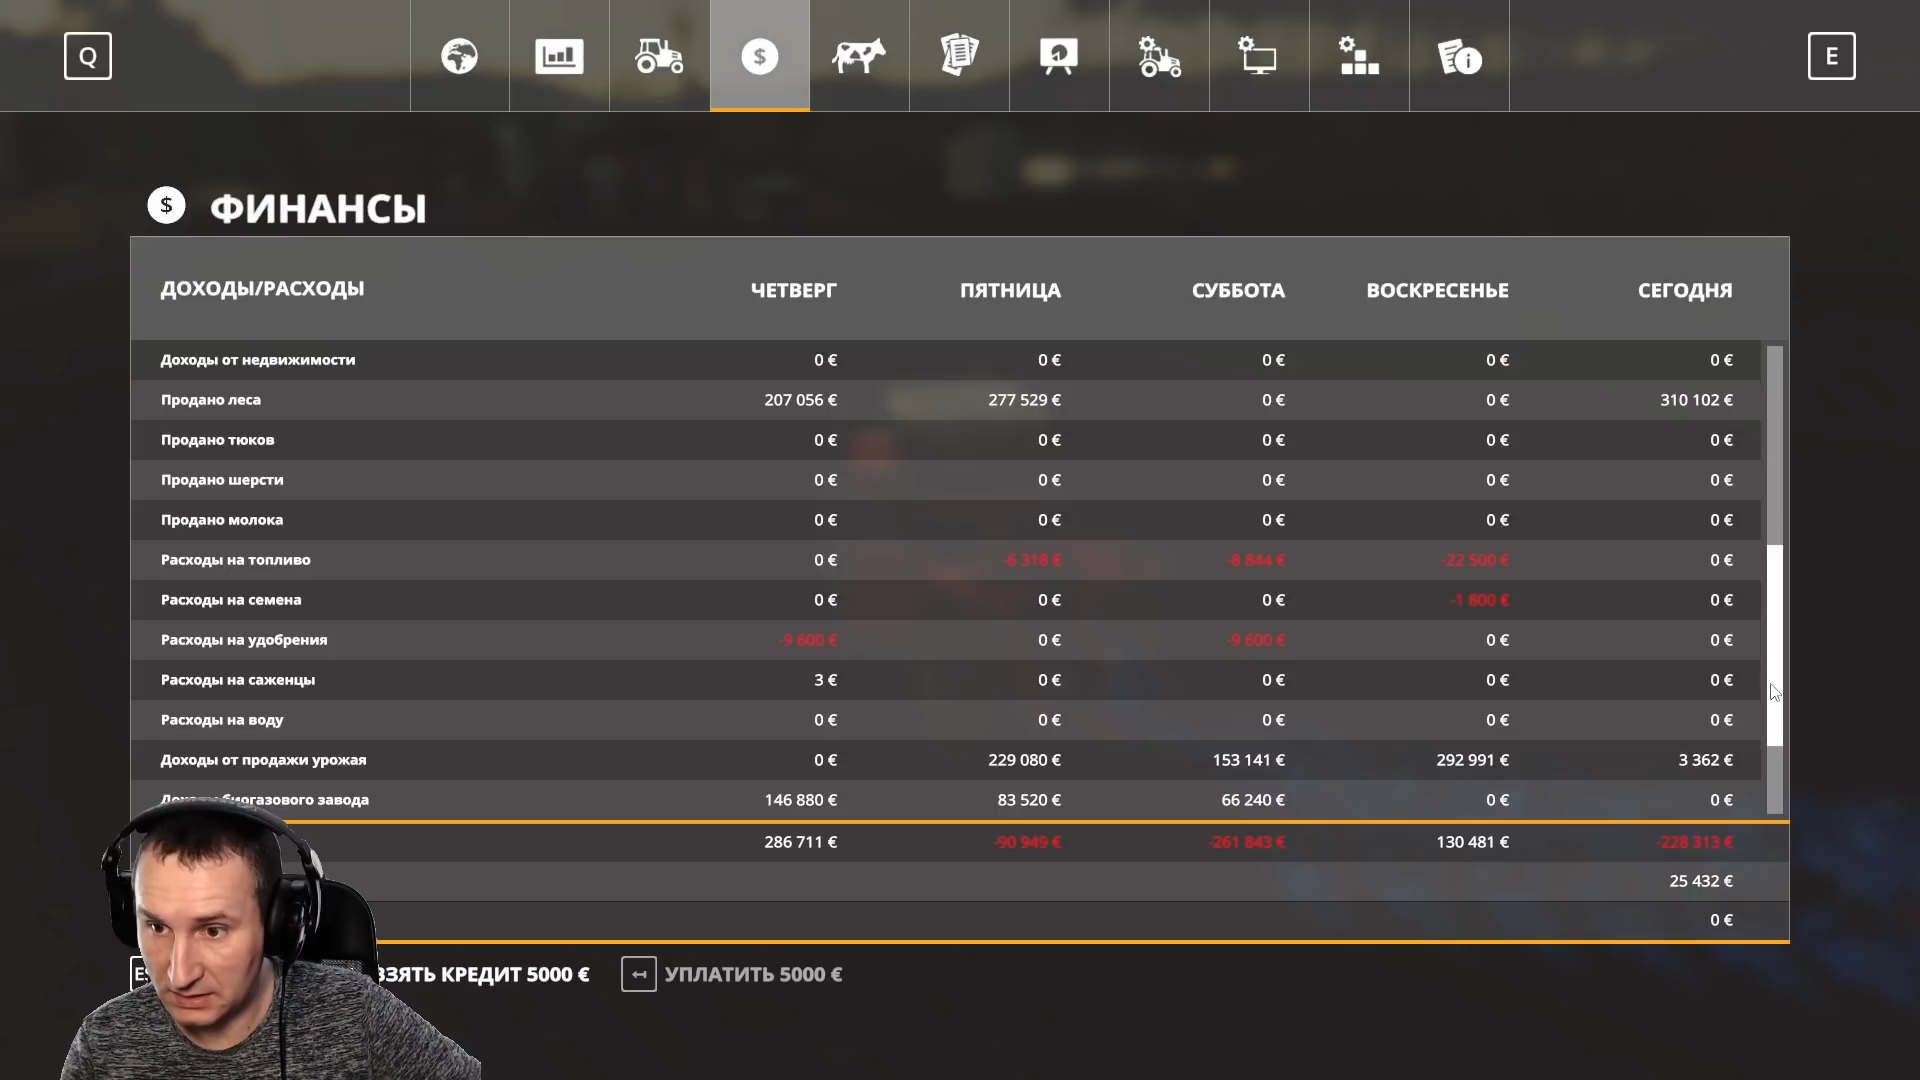 Q
$
E
$ ФИНАНСЫ
ДОХОДЫ/РАСХОДЫ ЧЕТВЕРГ ПЯТНИЦА СУББОТА ВОСКРЕСЕНЬЕ СЕГОДНЯ
Доходы от недвижимости 0 € 0 € 0 € 0 € 0 €
Продано леса 207 056 € 277 529 € 0 € 0 € 310 102 €
Продано тюков 0 € 0 € 0 € 0 € 0 €
Продано шерсти 0 € 0 € 0 € 0 € 0 €
Продано молока 0 € 0 € 0 € 0 € 0 €
Расходы на топливо 0 € -6 318 € -8 844 € -22 500 € 0 €
Расходы на семена 0 € 0 € 0 € -1 800 € 0 €
Расходы на удобрения -9 600 € 0 € -9 600 € 0 € 0 €
Расходы на саженцы 3 € 0 € 0 € 0 € 0 €
Расходы на воду 0 € 0 € 0 € 0 € 0 €
Доходы от продажи урожая 0 € 229 080 € 153 141 € 292 991 € 3 362 €
биогазового завода 146 880 € 83 520 € 66 240 € 0 € 0 €
286 711 € -90 949 € -261 843 € 130 481 € -228 313 €
25 432 €
0 €
ВЗЯТЬ КРЕДИТ 5000 € УПЛАТИТЬ 5000 €